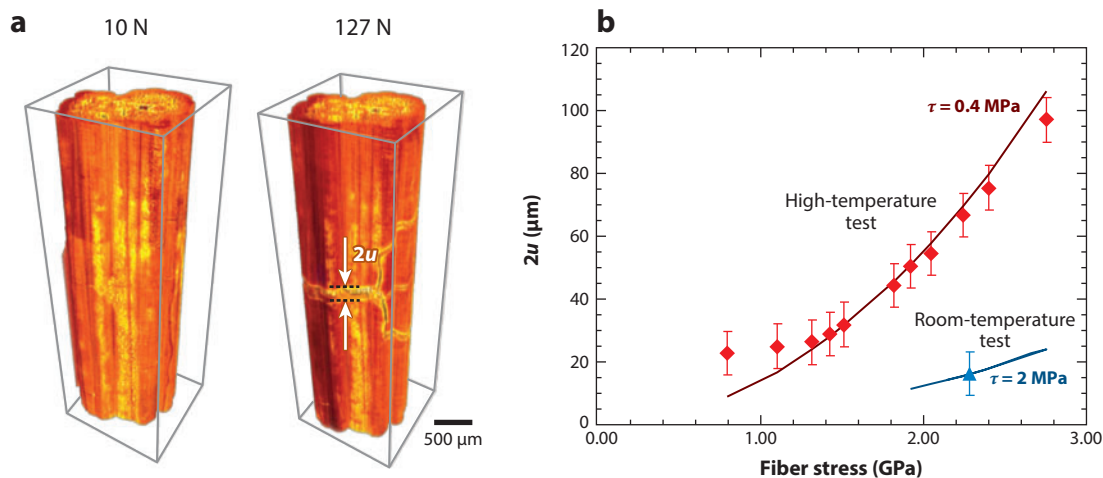 a
10 N
127 N
2u
500 µm
b
120
100
80
60
40
20
0
2u (µm)
0.00
1.00
2.00
3.00
Fiber stress (GPa)
τ = 0.4 MPa
High-temperature
test
Room-temperature
test
τ = 2 MPa